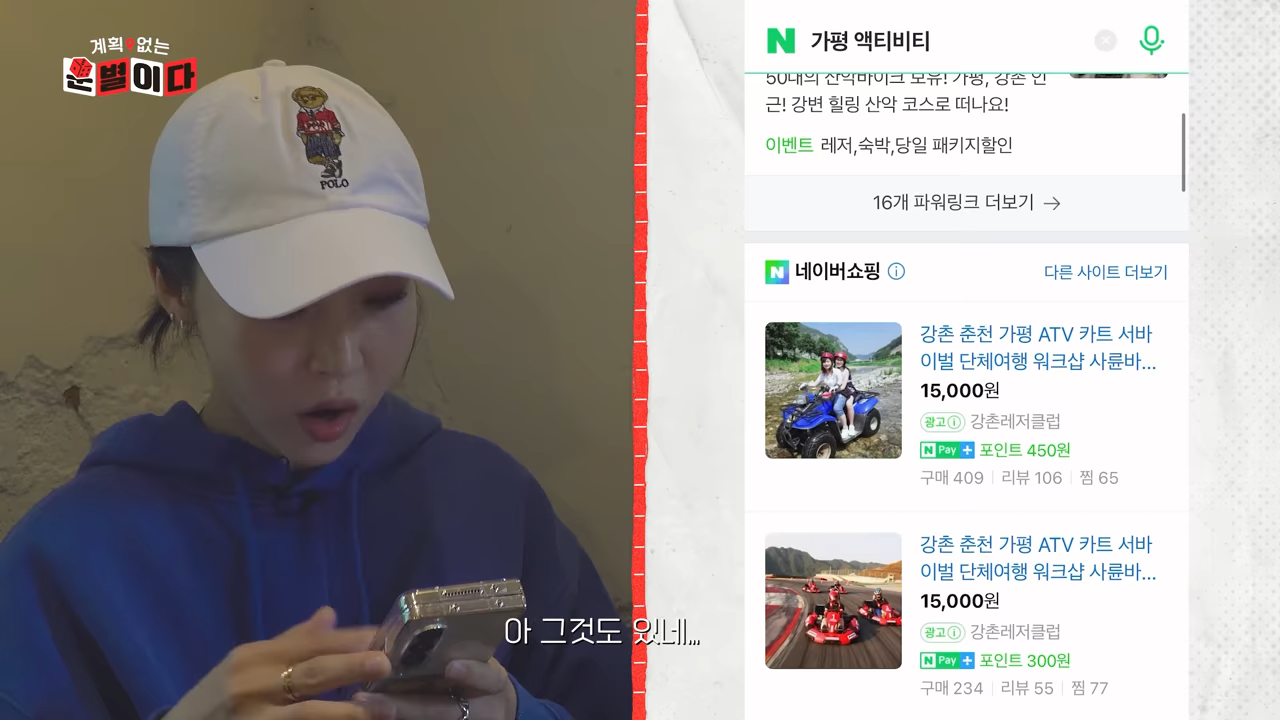 계획 없는
운별이다
POLO
아 그것도 있네...
N 가평 액티비티
50대의 산악바이크 보유! 가평, 강촌 인
근! 강변 힐링 산악 코스로 떠나요!
이벤트 레저,숙박,당일 패키지할인
16개 파워링크 더보기 →
N 네이버쇼핑 ⓘ 다른 사이트 더보기
강촌 춘천 가평 ATV 카트 서바
이벌 단체여행 워크샵 사륜바...
15,000원
광고ⓘ 강촌레저클럽
N Pay + 포인트 450원
구매 409 | 리뷰 106 | 찜 65
강촌 춘천 가평 ATV 카트 서바
이벌 단체여행 워크샵 사륜바...
15,000원
광고ⓘ 강촌레저클럽
N Pay + 포인트 300원
구매 234 | 리뷰 55 | 찜 77